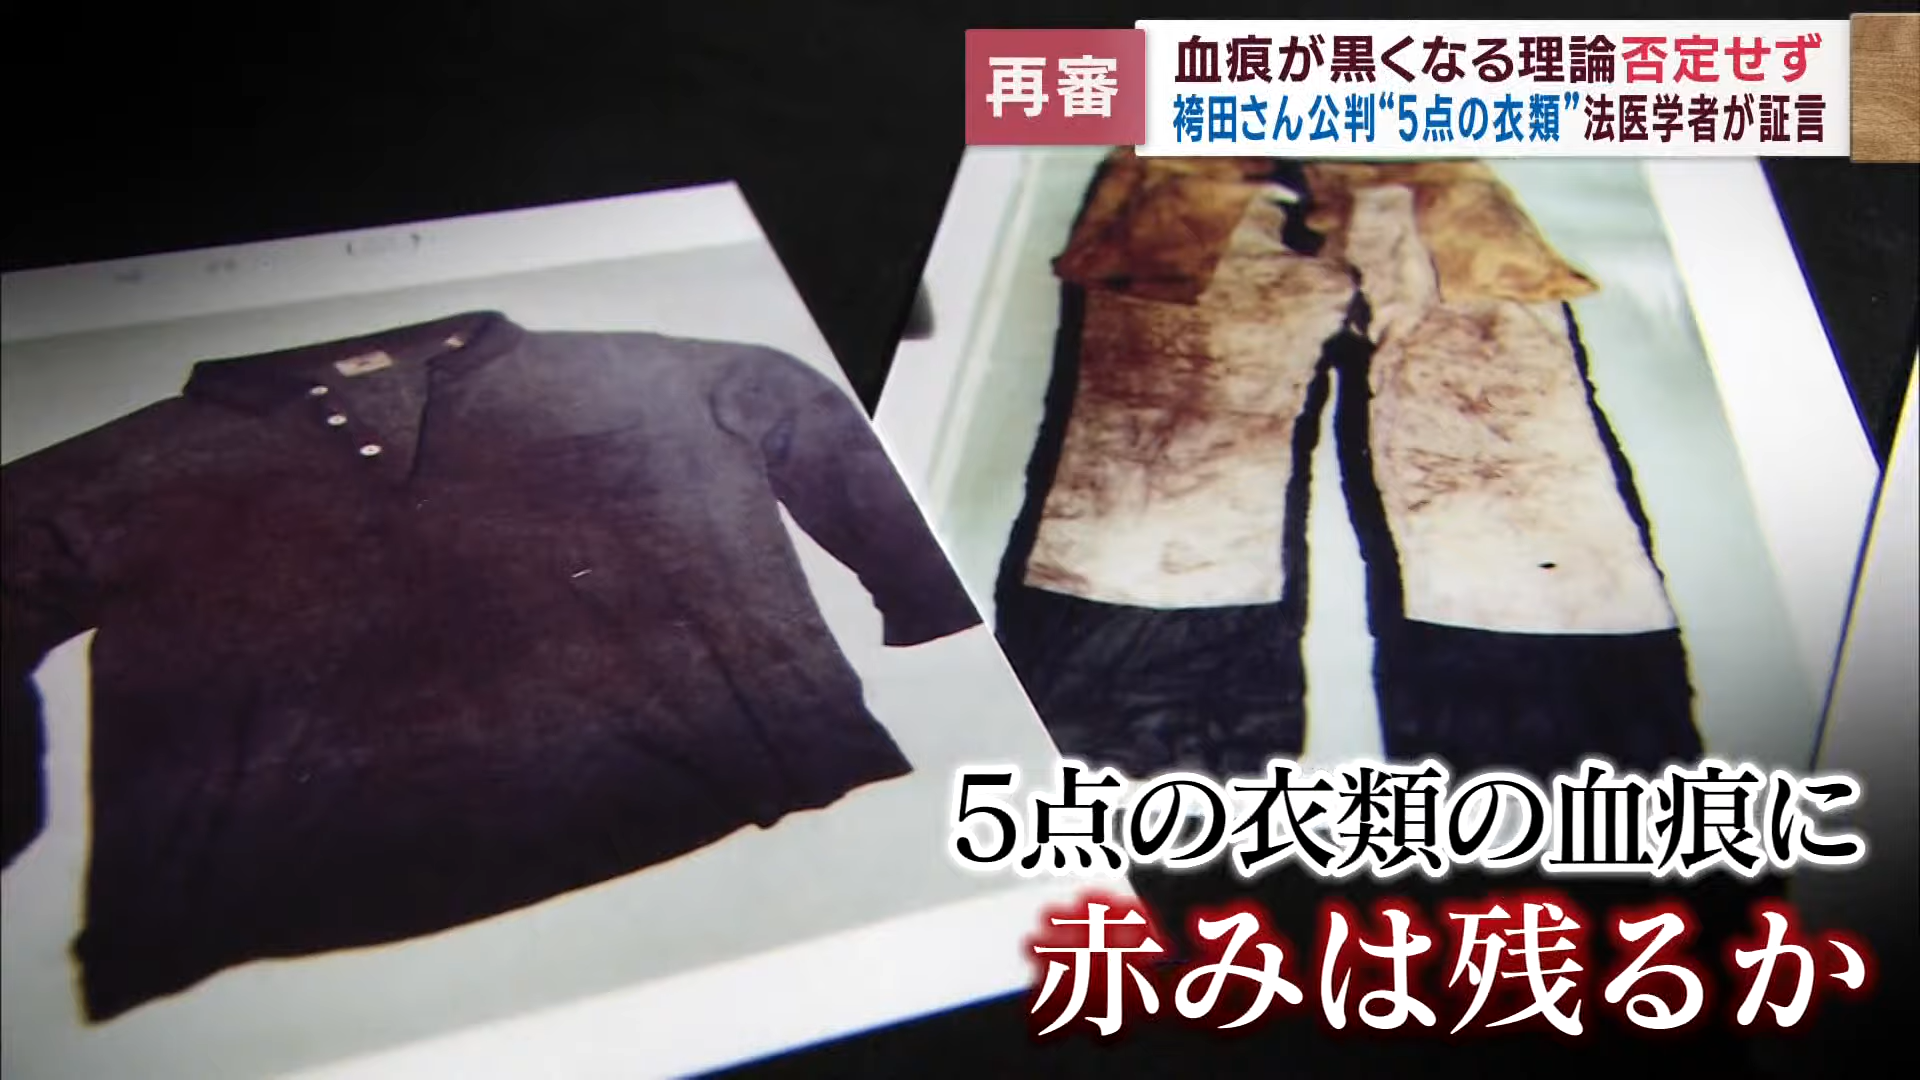 再審
血痕が黒くなる理論否定せず
袴田さん公判“5点の衣類”法医学者が証言
5点の衣類の血痕に
赤みは残るか